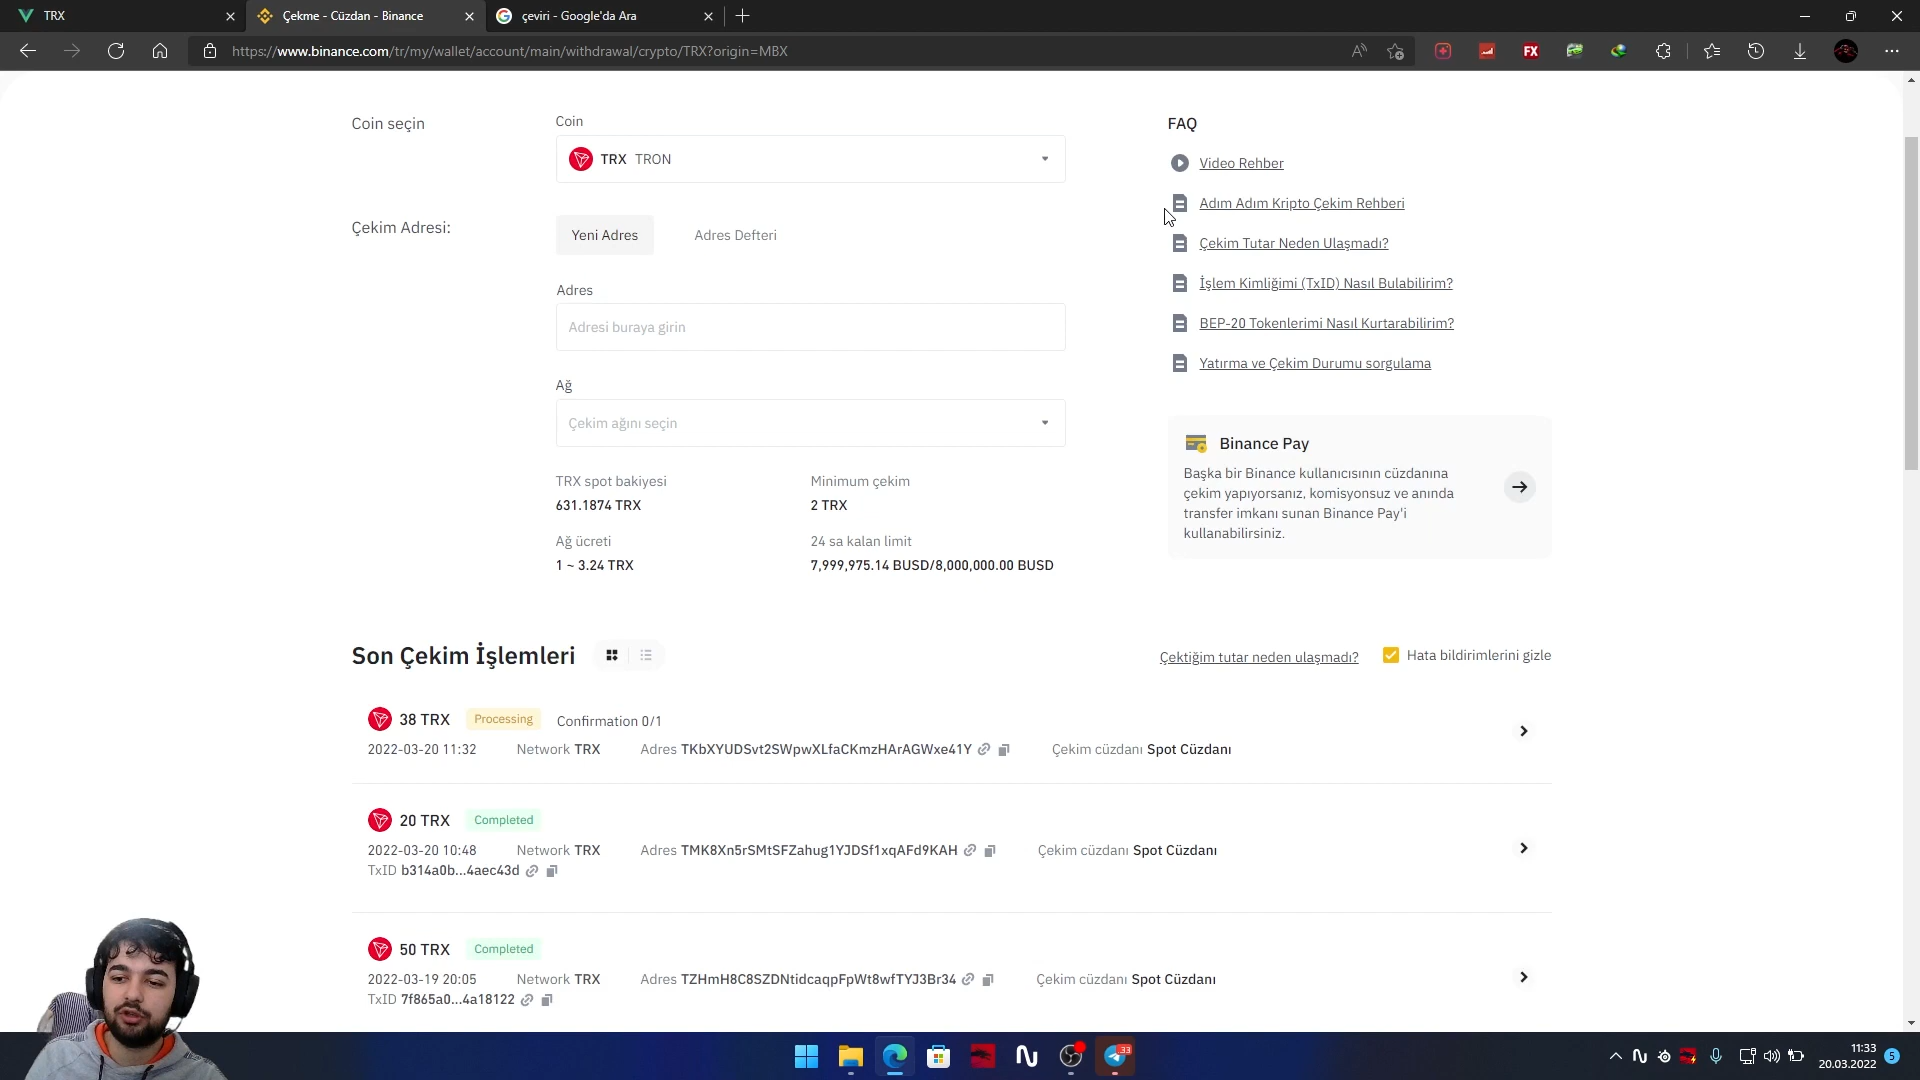 TRX
Çekme - Cüzdan - Binance
çeviri - Google'da Ara
https://www.binance.com/tr/my/wallet/account/main/withdrawal/crypto/TRX?origin=MBX
FX
Coin seçin
Coin
TRX TRON
Çekim Adresi:
Yeni Adres
Adres Defteri
Adres
Adresi buraya girin
Ağ
Çekim ağını seçin
TRX spot bakiyesi
631.1874 TRX
Minimum çekim
2 TRX
Ağ ücreti
1 ~ 3.24 TRX
24 sa kalan limit
7,999,975.14 BUSD/8,000,000.00 BUSD
FAQ
Video Rehber
Adım Adım Kripto Çekim Rehberi
Çekim Tutar Neden Ulaşmadı?
İşlem Kimliğimi (TxID) Nasıl Bulabilirim?
BEP-20 Tokenlerimi Nasıl Kurtarabilirim?
Yatırma ve Çekim Durumu sorgulama
Binance Pay
Başka bir Binance kullanıcısının cüzdanına
çekim yapıyorsanız, komisyonsuz ve anında
transfer imkanı sunan Binance Pay'i
kullanabilirsiniz.
Son Çekim İşlemleri
Çektiğim tutar neden ulaşmadı?
Hata bildirimlerini gizle
38 TRX Processing Confirmation 0/1
2022-03-20 11:32 Network TRX Adres TKbXYUDSvt2SWpwXLfaCKmzHArAGWxe41Y Çekim cüzdanı Spot Cüzdanı
20 TRX Completed
2022-03-20 10:48 Network TRX Adres TMK8Xn5rSMtSFZahug1YJDSf1xqAFd9KAH Çekim cüzdanı Spot Cüzdanı
TxID b314a0b...4aec43d
50 TRX Completed
2022-03-19 20:05 Network TRX Adres TZHmH8C8SZDNtidcaqpFpWt8wfTYJ3Br34 Çekim cüzdanı Spot Cüzdanı
TxID 7f865a0...4a18122
33
11:33
20.03.2022
5